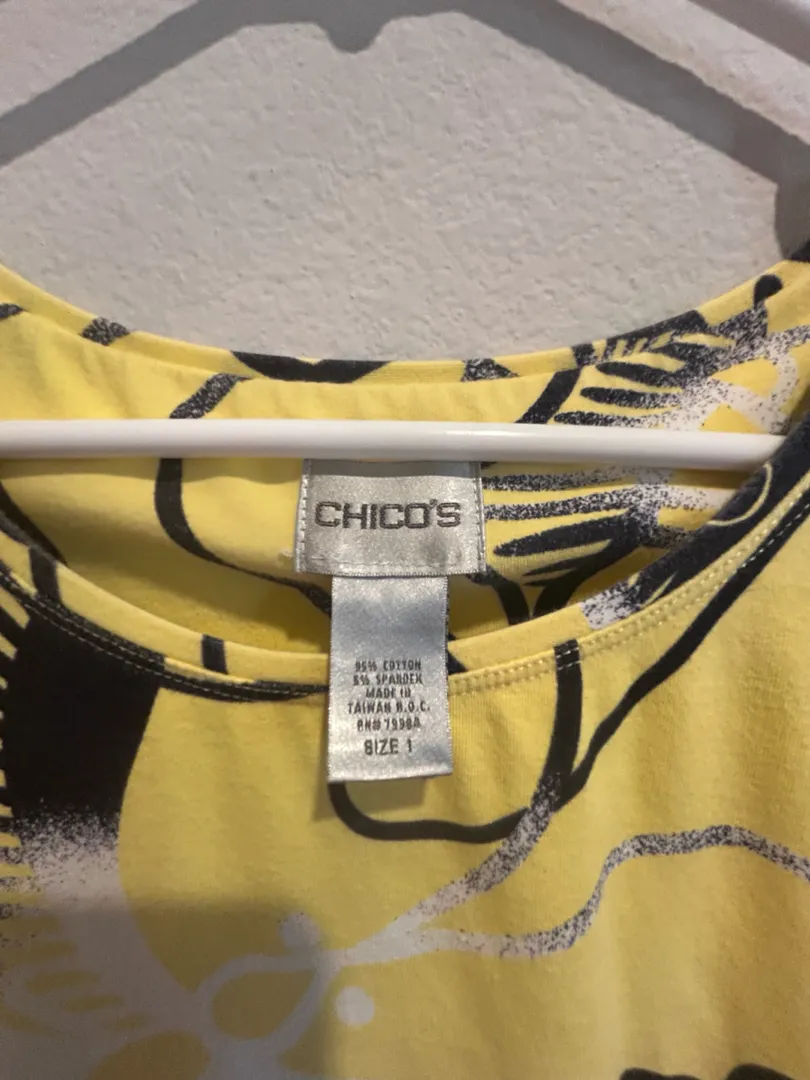 CHICO'S
95% COTTON
5% SPANDEX
MADE IN
TAIWAN R.O.C.
SIZE 1